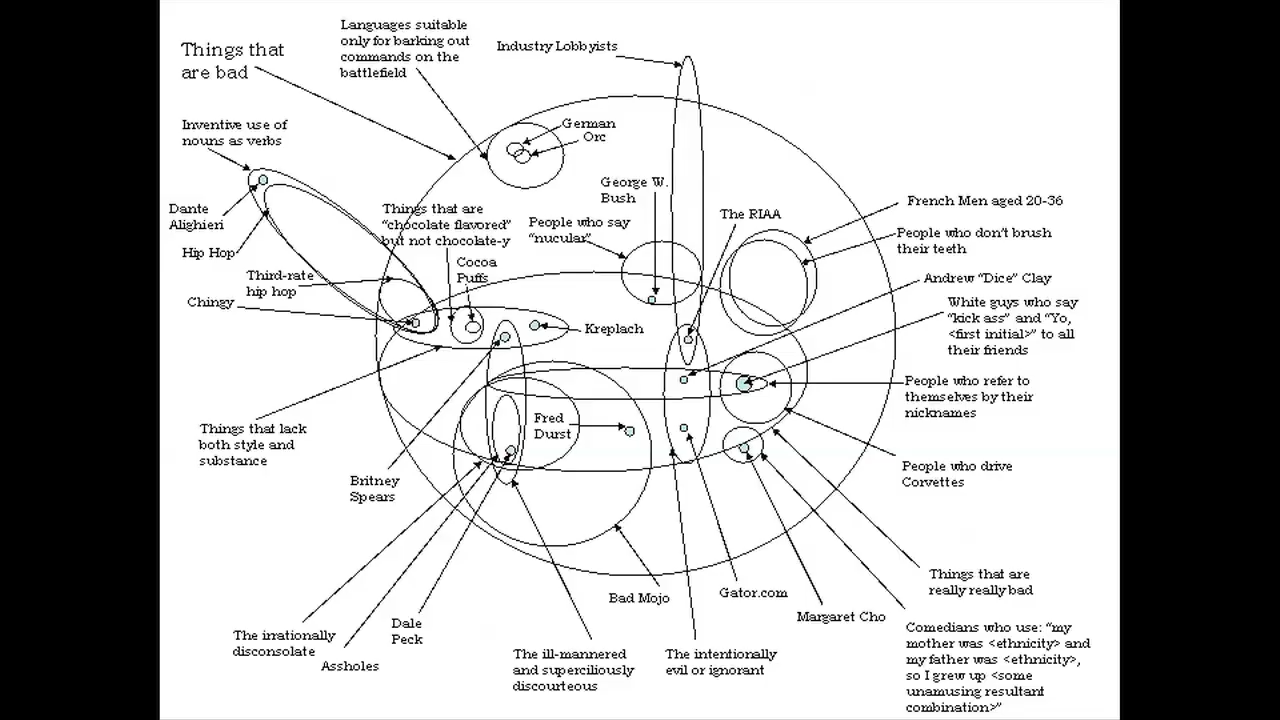 Things that
are bad
Languages suitable
only for barking out
commands on the
battlefield
Industry Lobbyists
Inventive use of
nouns as verbs
German
Orc
George W.
Bush
Dante
Alighieri
Things that are
"chocolate flavored"
but not chocolate-y
People who say
"nucular"
The RIAA
French Men aged 20-36
People who don't brush
their teeth
Hip Hop
Third-rate
hip hop
Cocoa
Puffs
Andrew "Dice" Clay
Chingy
Kreplach
White guys who say
"kick ass" and "Yo,
<first initial>" to all
their friends
People who refer to
themselves by their
nicknames
Things that lack
both style and
substance
Fred
Durst
People who drive
Corvettes
Britney
Spears
Things that are
really really bad
Bad Mojo
Gator.com
Margaret Cho
Dale
Peck
The irrationally
disconsolate
Assholes
The ill-mannered
and superciliously
discourteous
The intentionally
evil or ignorant
Comedians who use: "my
mother was <ethnicity> and
my father was <ethnicity>,
so I grew up <some
unamusing resultant
combination>"